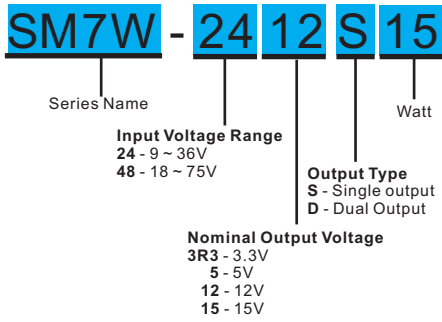 SM7W - 24 12 S 15
Series Name
Watt
Input Voltage Range
24 - 9 ~ 36V
48 - 18 ~ 75V
Output Type
S - Single output
D - Dual Output
Nominal Output Voltage
3R3 - 3.3V
5 - 5V
12 - 12V
15 - 15V